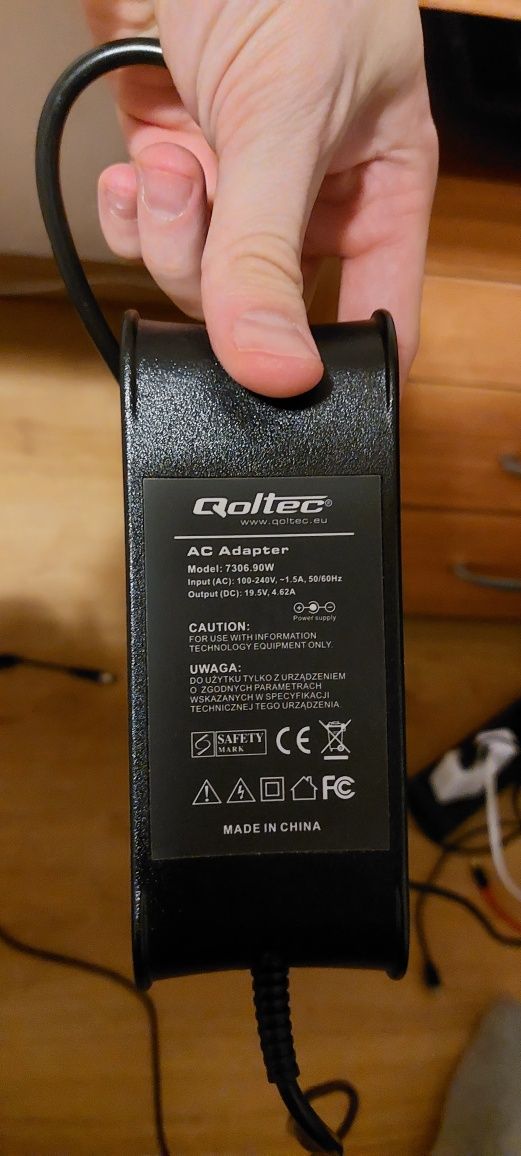 Qoltec®
www.qoltec.eu
AC Adapter
Model: 7306.90W
Input (AC): 100-240V, ~1.5A, 50/60Hz
Output (DC): 19.5V, 4.62A
Power supply
CAUTION:
FOR USE WITH INFORMATION
TECHNOLOGY EQUIPMENT ONLY.
UWAGA:
DO UŻYTKU TYLKO Z URZĄDZENIEM
O ZGODNYCH PARAMETRACH
WSKAZANYCH W SPECYFIKACJI
TECHNICZNEJ TEGO URZĄDZENIA.
SAFETY
MARK
CE
FC
MADE IN CHINA